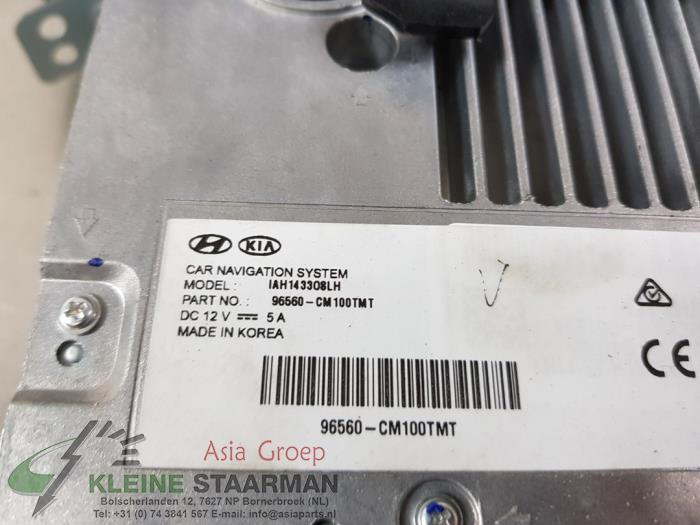 KIA
CAR NAVIGATION SYSTEM
MODEL : IAH143308LH
PART NO. : 96560-CM100TMT
DC 12 V 5 A
MADE IN KOREA
V
CE
96560-CM100TMT
Asia Groep
KLEINE STAARMAN
Bolscherlanden 12, 7627 NP Bornerbroek (NL)
Tel: +31 (0) 74 3841 567 E-mail: info@asiaparts.nl